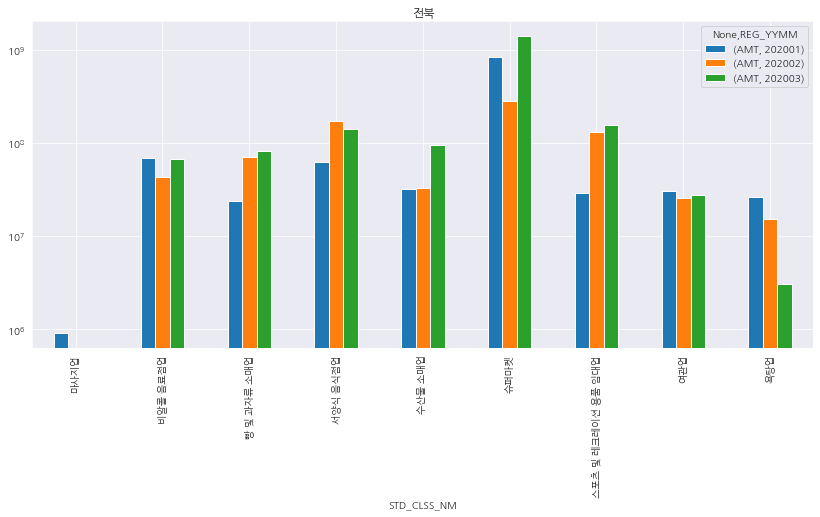 전북
None,REG_YYMM
(AMT, 202001)
(AMT, 202002)
(AMT, 202003)
10⁹
10⁸
10⁷
10⁶
마사지업
비알콜 음료점업
빵 및 과자류 소매업
서양식 음식점업
수산물 소매업
슈퍼마켓
스포츠 및 레크레이션 용품 임대업
여관업
욕탕업
STD_CLSS_NM